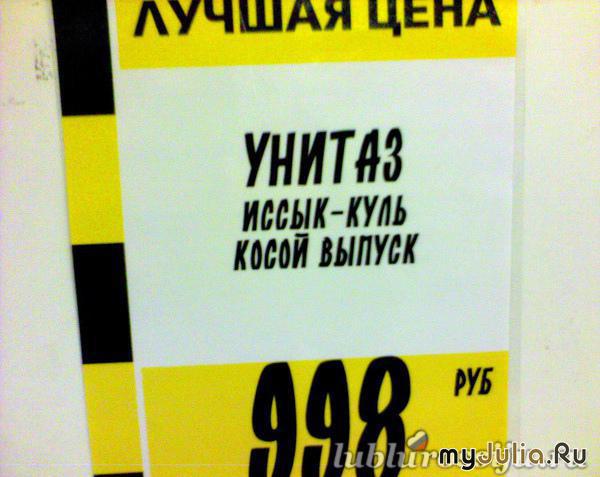 ЛУЧШАЯ ЦЕНА
УНИТАЗ
ИССЫК-КУЛЬ
КОСОЙ ВЫПУСК
998 РУБ
myJulia.Ru